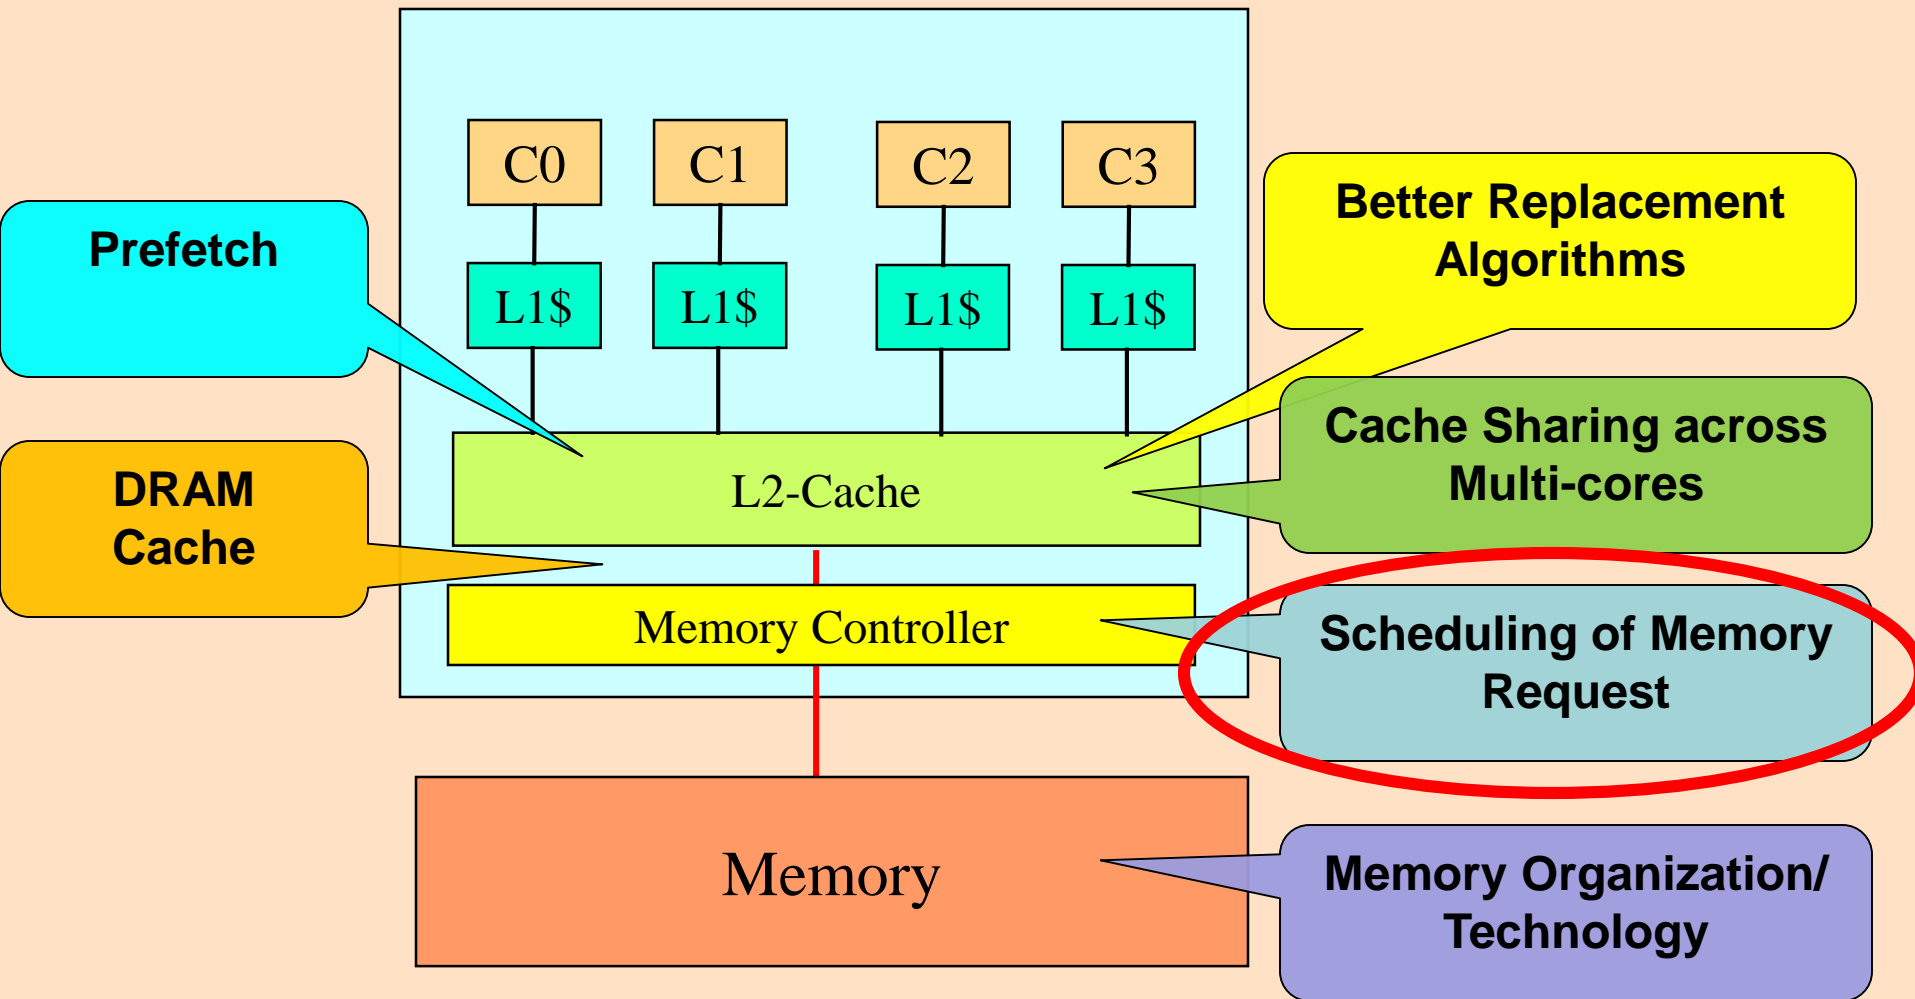 C0
C1
C2
C3
Prefetch
Better Replacement
Algorithms
L1$
L1$
L1$
L1$
Cache Sharing across
Multi-cores
DRAM
Cache
L2-Cache
Memory Controller
Scheduling of Memory
Request
Memory
Memory Organization/
Technology